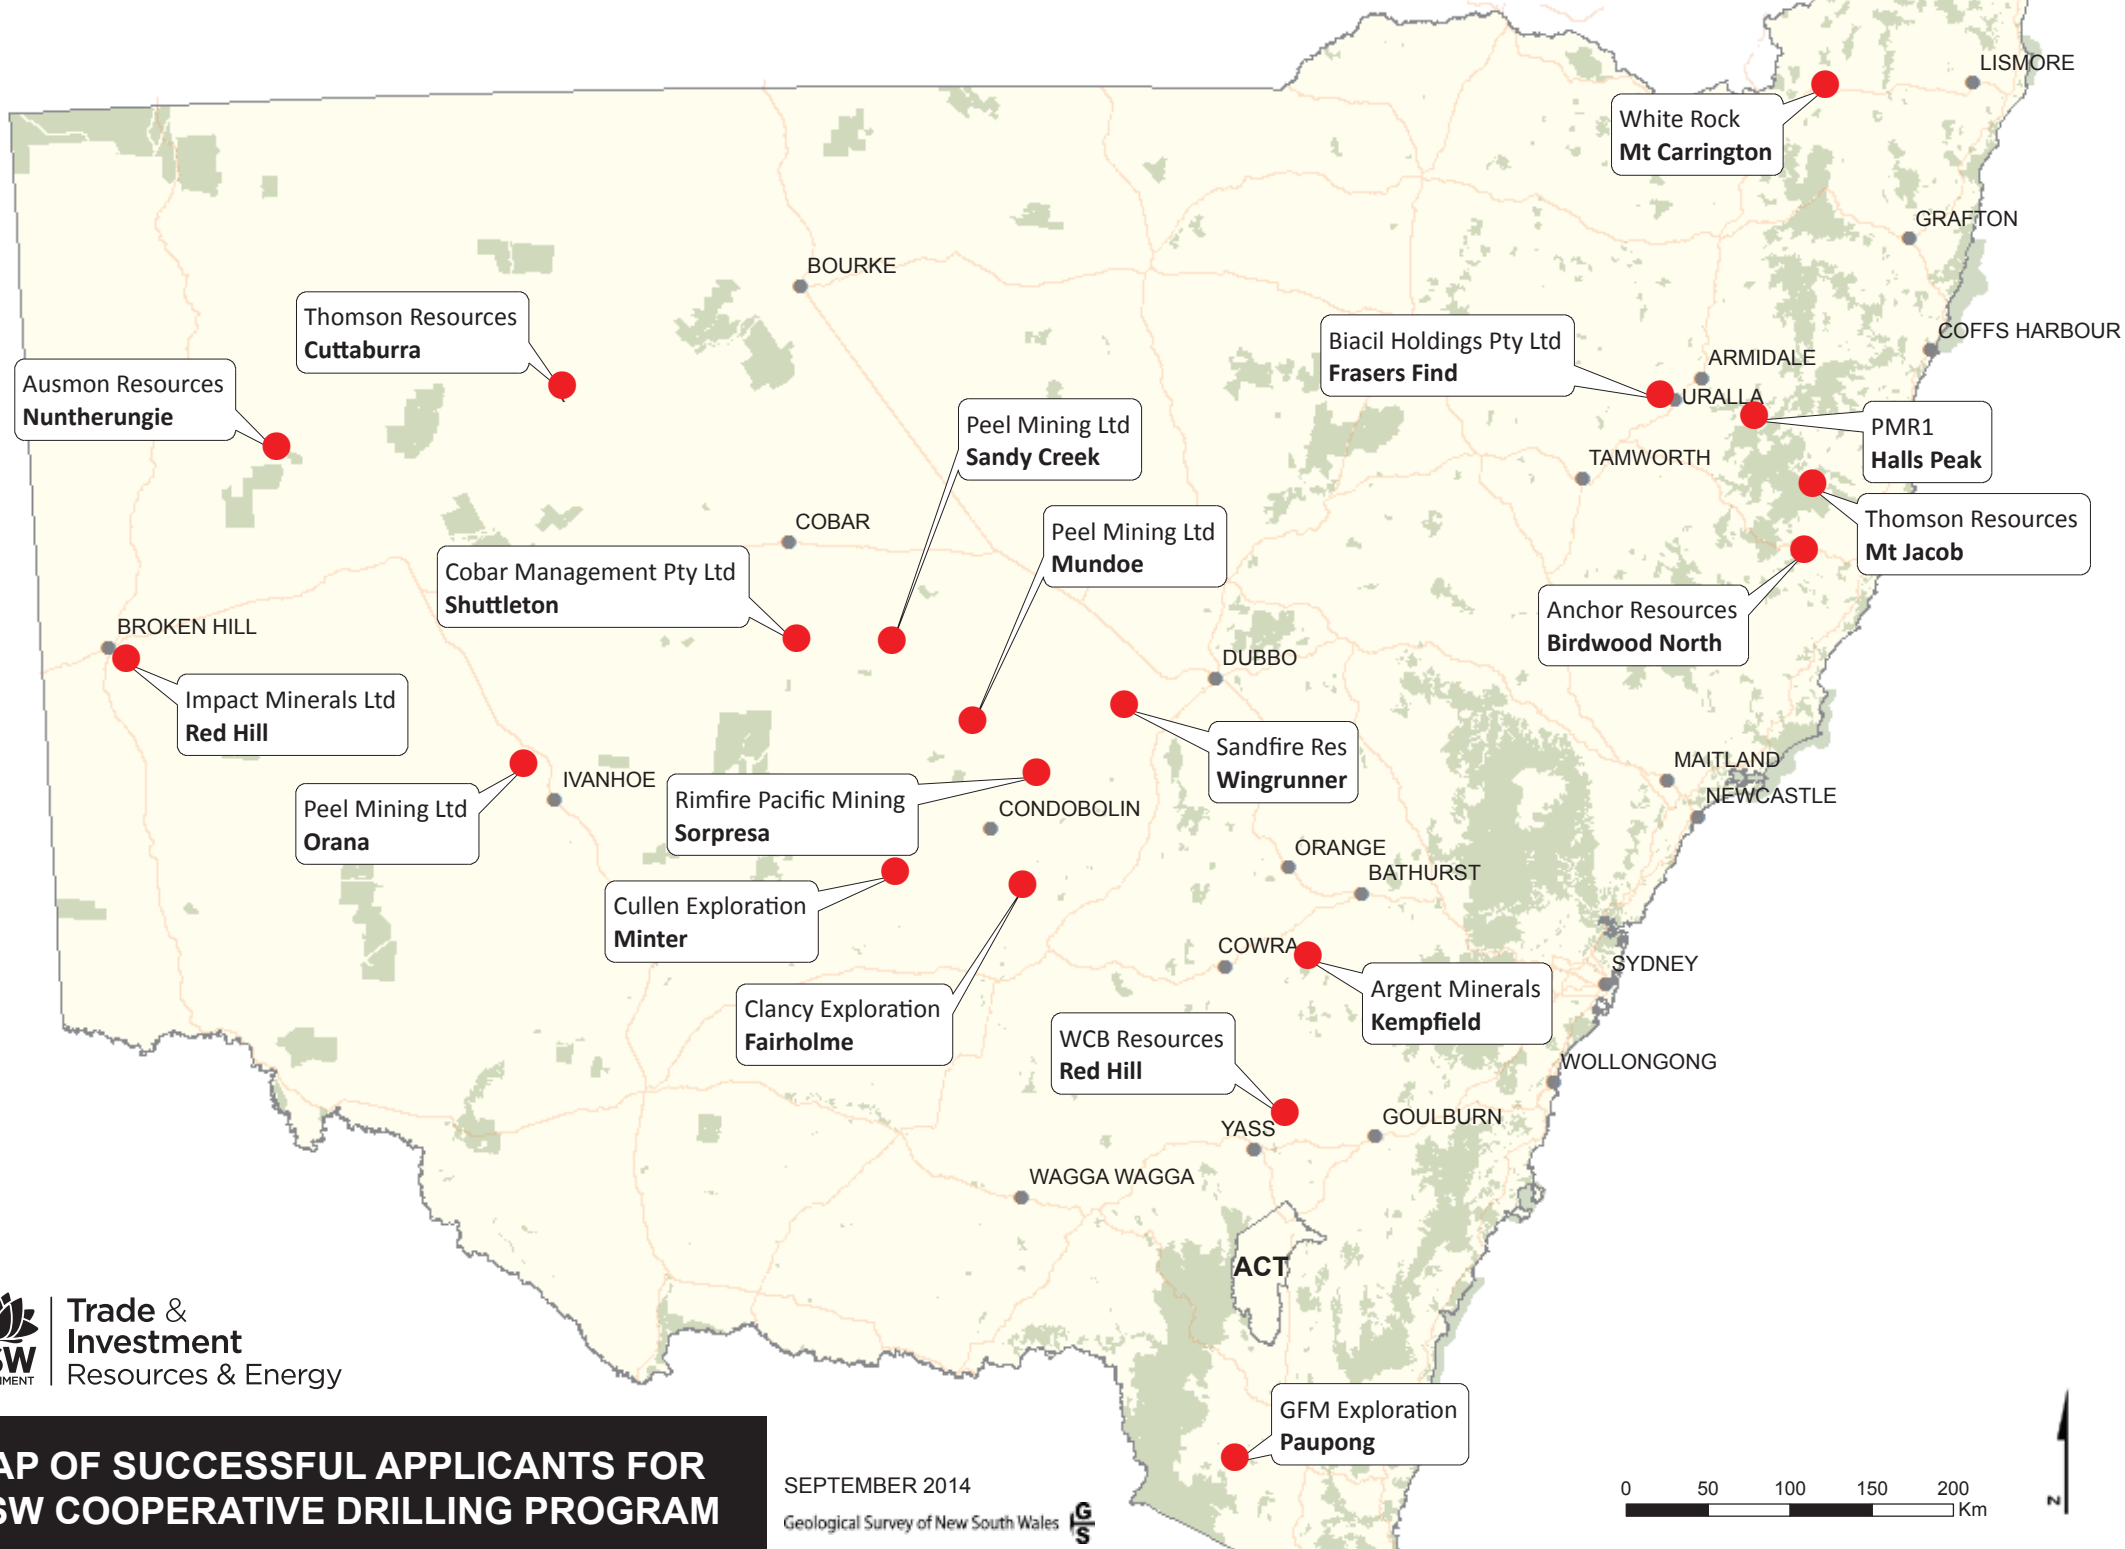 LISMORE
White Rock
Mt Carrington
GRAFTON
BOURKE
COFFS HARBOUR
Thomson Resources
Cuttaburra
Biacil Holdings Pty Ltd
Frasers Find
ARMIDALE
URALLA
Ausmon Resources
Nuntherungie
Peel Mining Ltd
Sandy Creek
PMR1
Halls Peak
TAMWORTH
COBAR
Peel Mining Ltd
Mundoe
Thomson Resources
Mt Jacob
Cobar Management Pty Ltd
Shuttleton
Anchor Resources
Birdwood North
BROKEN HILL
DUBBO
Impact Minerals Ltd
Red Hill
Sandfire Res
Wingrunner
MAITLAND
NEWCASTLE
IVANHOE
Peel Mining Ltd
Orana
Rimfire Pacific Mining
Sorpresa
CONDOBOLIN
ORANGE
BATHURST
Cullen Exploration
Minter
COWRA
SYDNEY
Clancy Exploration
Fairholme
Argent Minerals
Kempfield
WCB Resources
Red Hill
WOLLONGONG
YASS
GOULBURN
WAGGA WAGGA
ACT
Trade &
Investment
Resources & Energy
GFM Exploration
Paupong
AP OF SUCCESSFUL APPLICANTS FOR
SW COOPERATIVE DRILLING PROGRAM
SEPTEMBER 2014
Geological Survey of New South Wales
G
S
0 50 100 150 200
Km
N